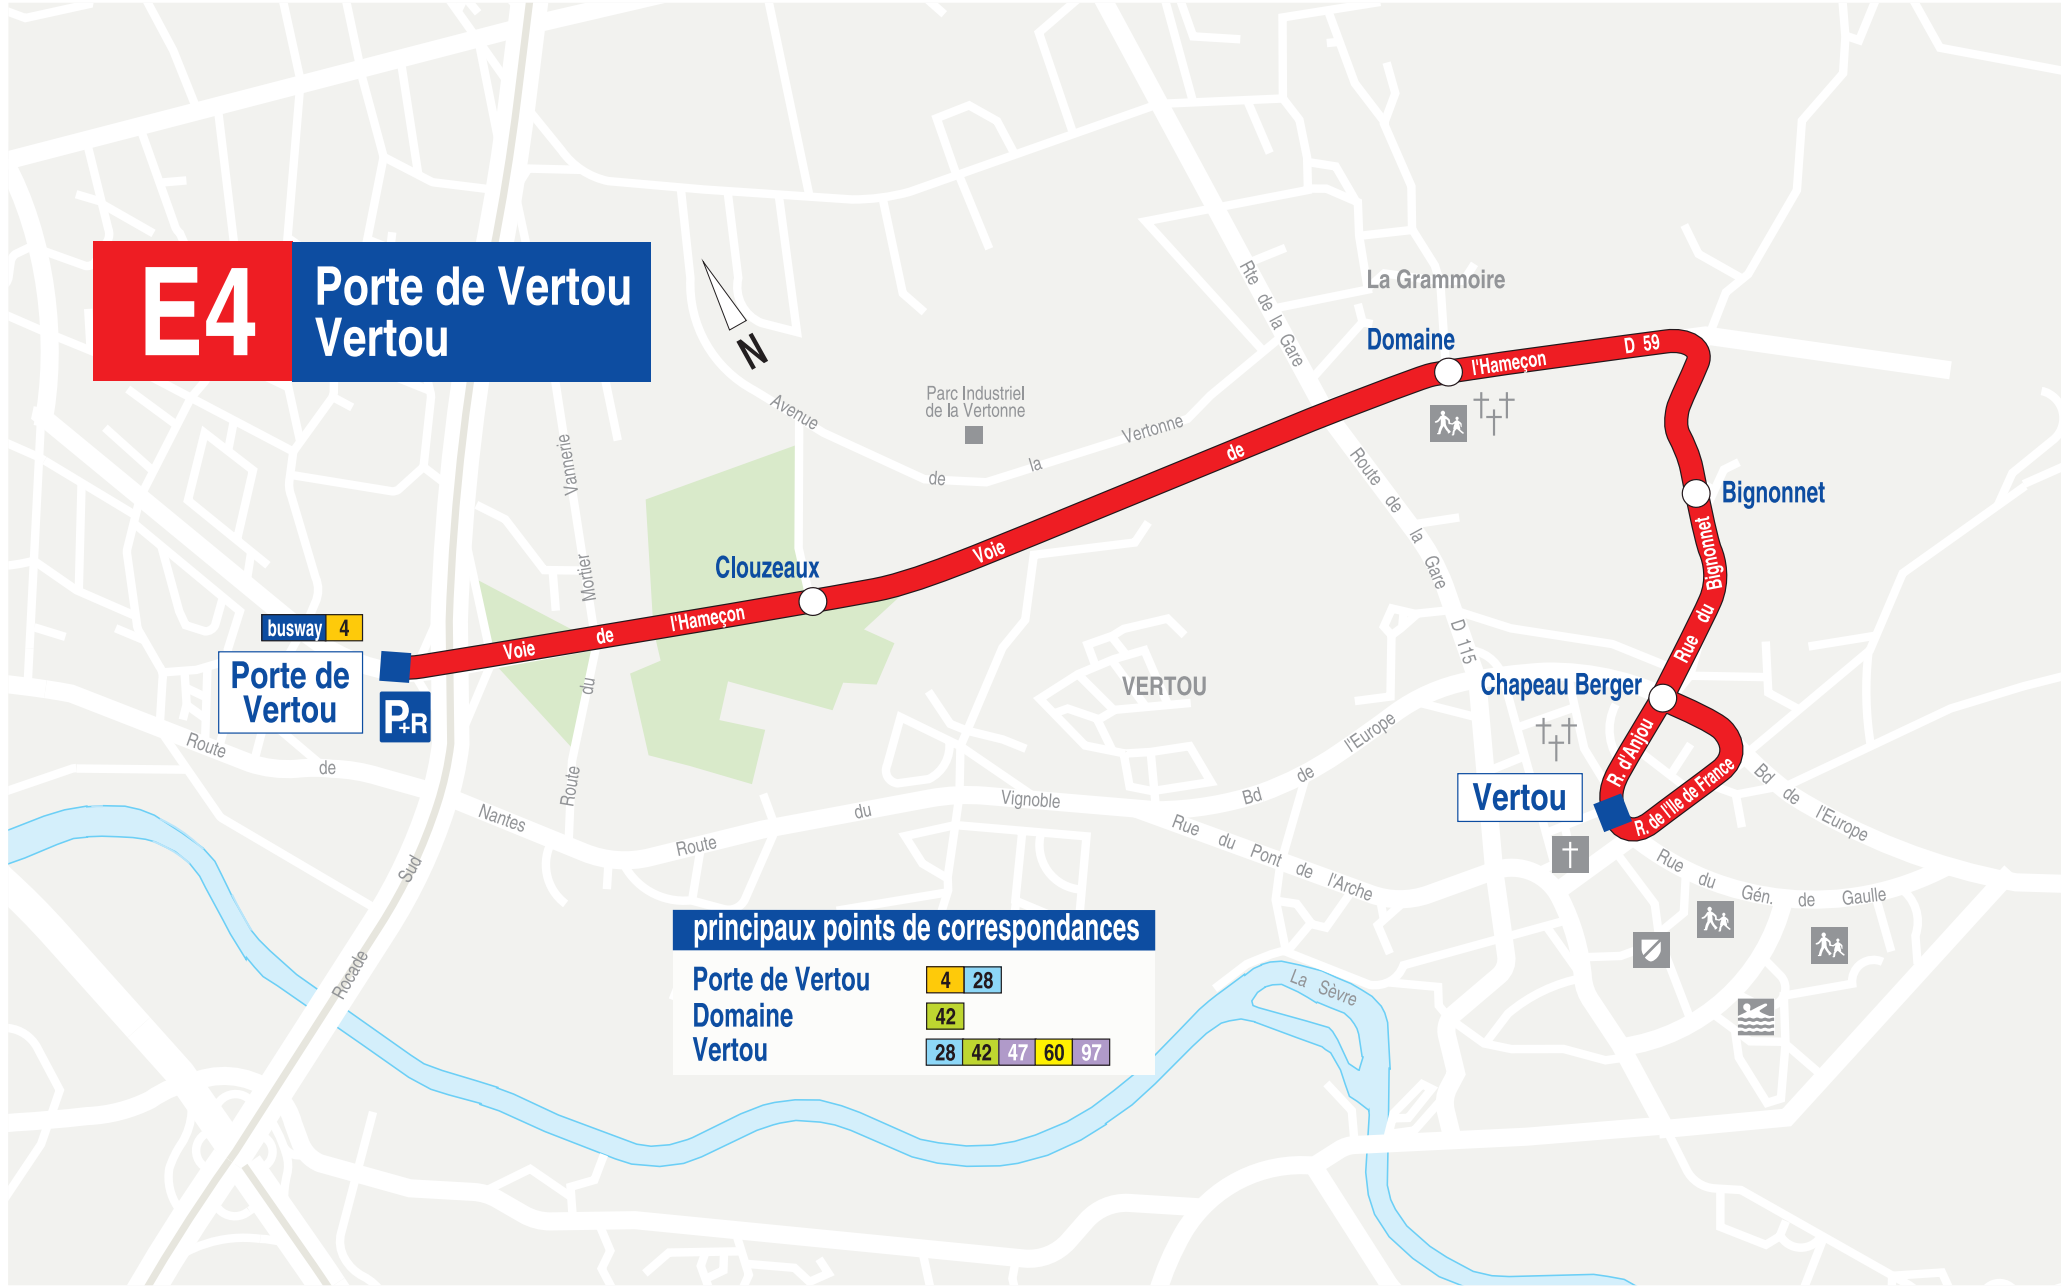 E4
Porte de Vertou
Vertou
N
Rte de la Gare
La Grammoire
Domaine
l'Hameçon
D 59
Parc Industriel
de la Vertonne
Avenue de la Vertonne
Voie de
Route de la Gare D 115
Bignonnet
Rue du Bignonnet
Vannerie
Route du Mortier
Clouzeaux
Voie de l'Hameçon
busway 4
Porte de
Vertou
P+R
VERTOU
Chapeau Berger
R. d'Anjou
R. de l'Ile de France
Vertou
Route de Nantes
Route du Vignoble
Bd de l'Europe
Bd de l'Europe
Rue du Pont de l'Arche
Rue du Gén. de Gaulle
Rocade Sud
La Sèvre
principaux points de correspondances
Porte de Vertou 4 28
Domaine 42
Vertou 28 42 47 60 97